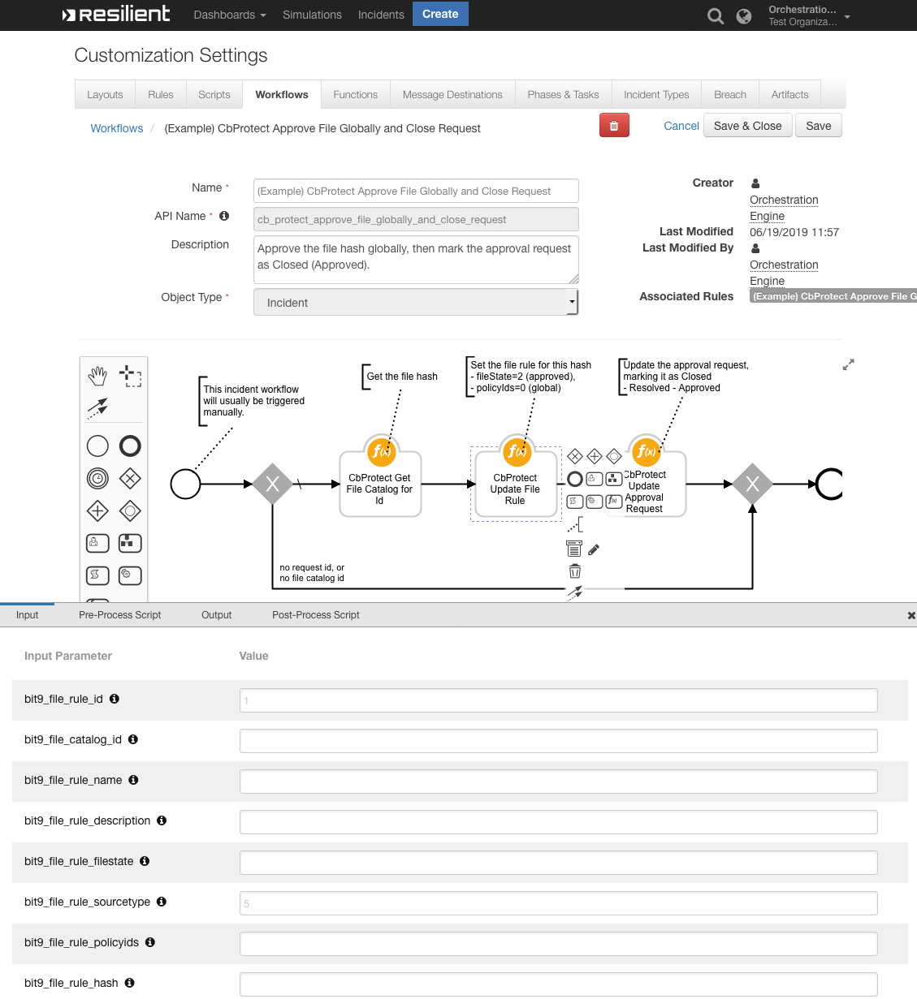 resilient Dashboards Simulations Incidents Create Orchestratio...
Test Organiza...
Customization Settings
Layouts Rules Scripts Workflows Functions Message Destinations Phases & Tasks Incident Types Breach Artifacts
Workflows / (Example) CbProtect Approve File Globally and Close Request Cancel Save & Close Save
Name * (Example) CbProtect Approve File Globally and Close Request
API Name * cb_protect_approve_file_globally_and_close_request
Description Approve the file hash globally, then mark the approval request
as Closed (Approved).
Object Type * Incident
Creator
Orchestration
Engine
Last Modified 06/19/2019 11:57
Last Modified By
Orchestration
Engine
Associated Rules (Example) CbProtect Approve File G
This incident workflow
will usually be triggered
manually.
Get the file hash
Set the file rule for this hash
- fileState=2 (approved),
- policyIds=0 (global)
Update the approval request,
marking it as Closed
- Resolved - Approved
X
f(x)
CbProtect Get
File Catalog for
Id
f(x)
CbProtect
Update File
Rule
f(x)
CbProtect
Update
Approval
Request
X
no request id, or
no file catalog id
Input Pre-Process Script Output Post-Process Script
Input Parameter Value
bit9_file_rule_id 1
bit9_file_catalog_id
bit9_file_rule_name
bit9_file_rule_description
bit9_file_rule_filestate
bit9_file_rule_sourcetype 5
bit9_file_rule_policyids
bit9_file_rule_hash